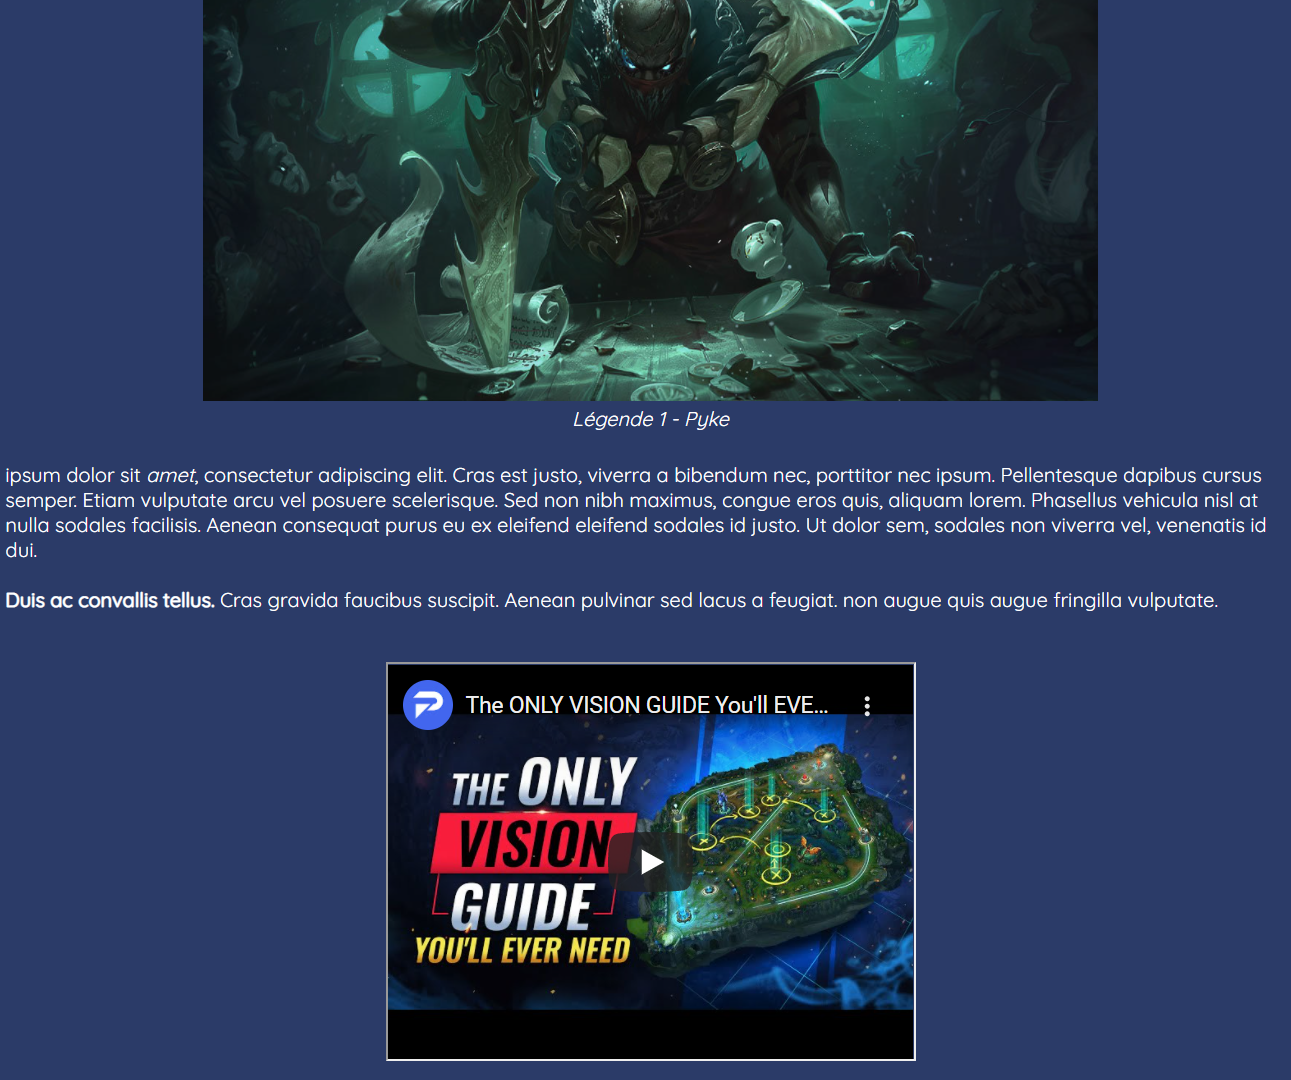 Légende 1 - Pyke
ipsum dolor sit amet, consectetur adipiscing elit. Cras est justo, viverra a bibendum nec, porttitor nec ipsum. Pellentesque dapibus cursus
semper. Etiam vulputate arcu vel posuere scelerisque. Sed non nibh maximus, congue eros quis, aliquam lorem. Phasellus vehicula nisl at
nulla sodales facilisis. Aenean consequat purus eu ex eleifend eleifend sodales id justo. Ut dolor sem, sodales non viverra vel, venenatis id
dui.
Duis ac convallis tellus. Cras gravida faucibus suscipit. Aenean pulvinar sed lacus a feugiat. non augue quis augue fringilla vulputate.
The ONLY VISION GUIDE You'll EVE...
THE ONLY
VISION
GUIDE
YOU'LL EVER NEED